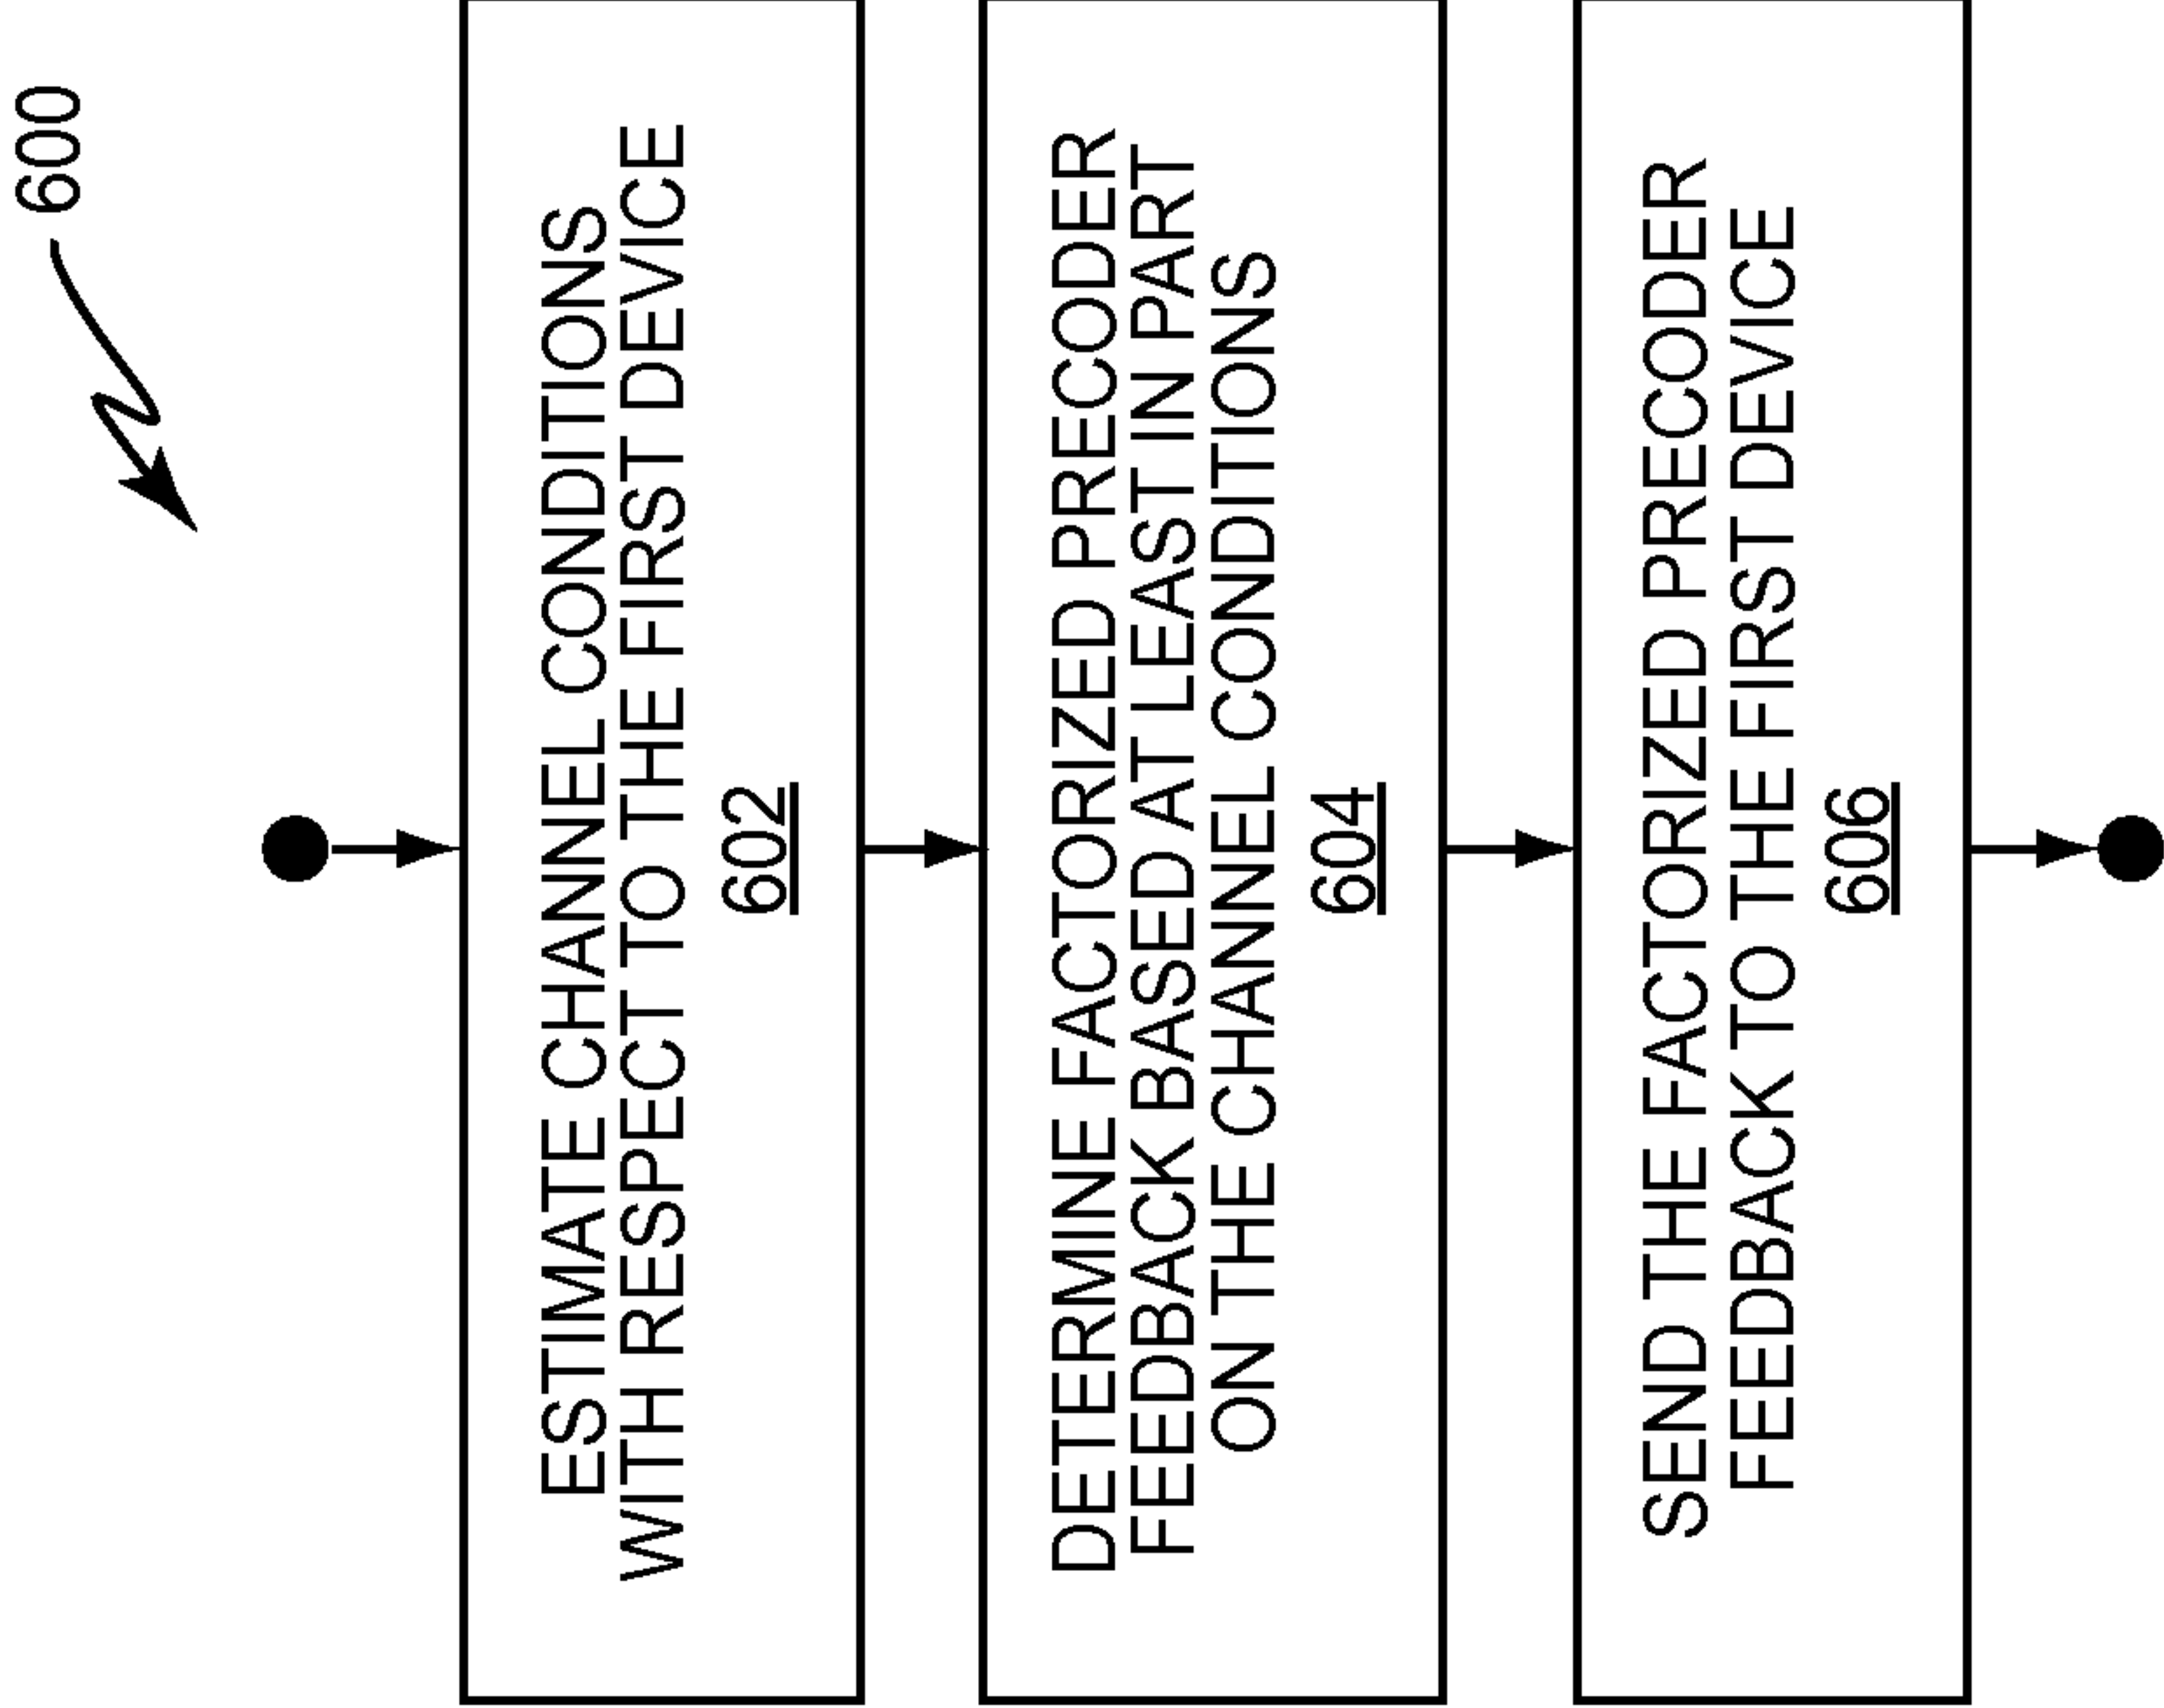 600
ESTIMATE CHANNEL CONDITIONS
WITH RESPECT TO THE FIRST DEVICE
602
DETERMINE FACTORIZED PRECODER
FEEDBACK BASED AT LEAST IN PART
ON THE CHANNEL CONDITIONS
604
SEND THE FACTORIZED PRECODER
FEEDBACK TO THE FIRST DEVICE
606